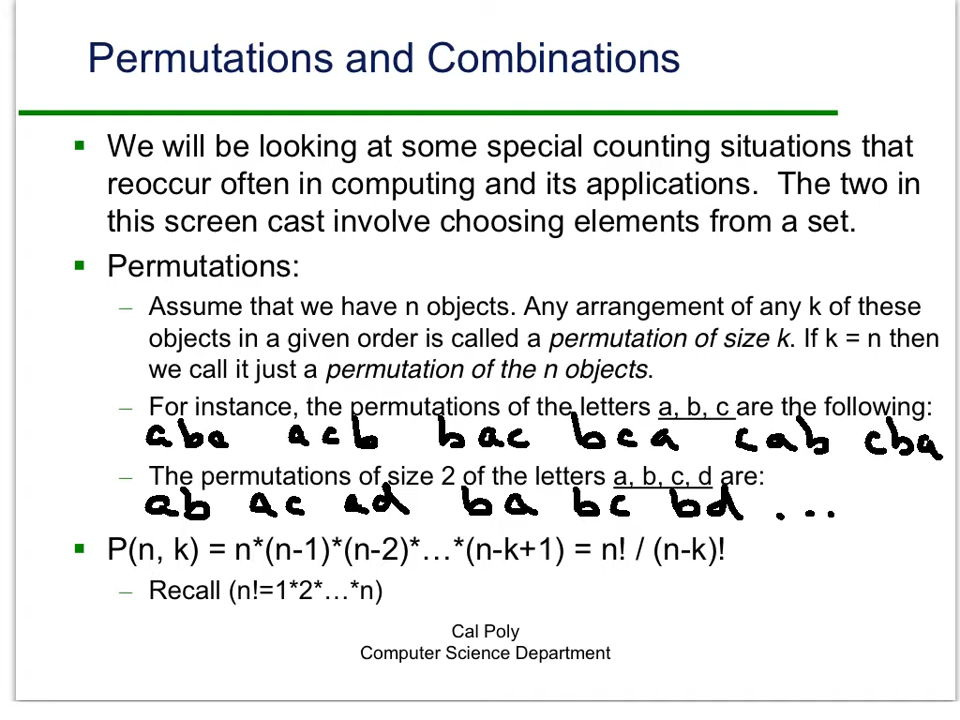 Permutations and Combinations
▪ We will be looking at some special counting situations that
reoccur often in computing and its applications. The two in
this screen cast involve choosing elements from a set.
▪ Permutations:
– Assume that we have n objects. Any arrangement of any k of these
objects in a given order is called a permutation of size k. If k = n then
we call it just a permutation of the n objects.
– For instance, the permutations of the letters a, b, c are the following:
abc acb bac bca cab cba
– The permutations of size 2 of the letters a, b, c, d are:
ab ac ad ba bc bd ...
▪ P(n, k) = n*(n-1)*(n-2)*…*(n-k+1) = n! / (n-k)!
– Recall (n!=1*2*…*n)
Cal Poly
Computer Science Department